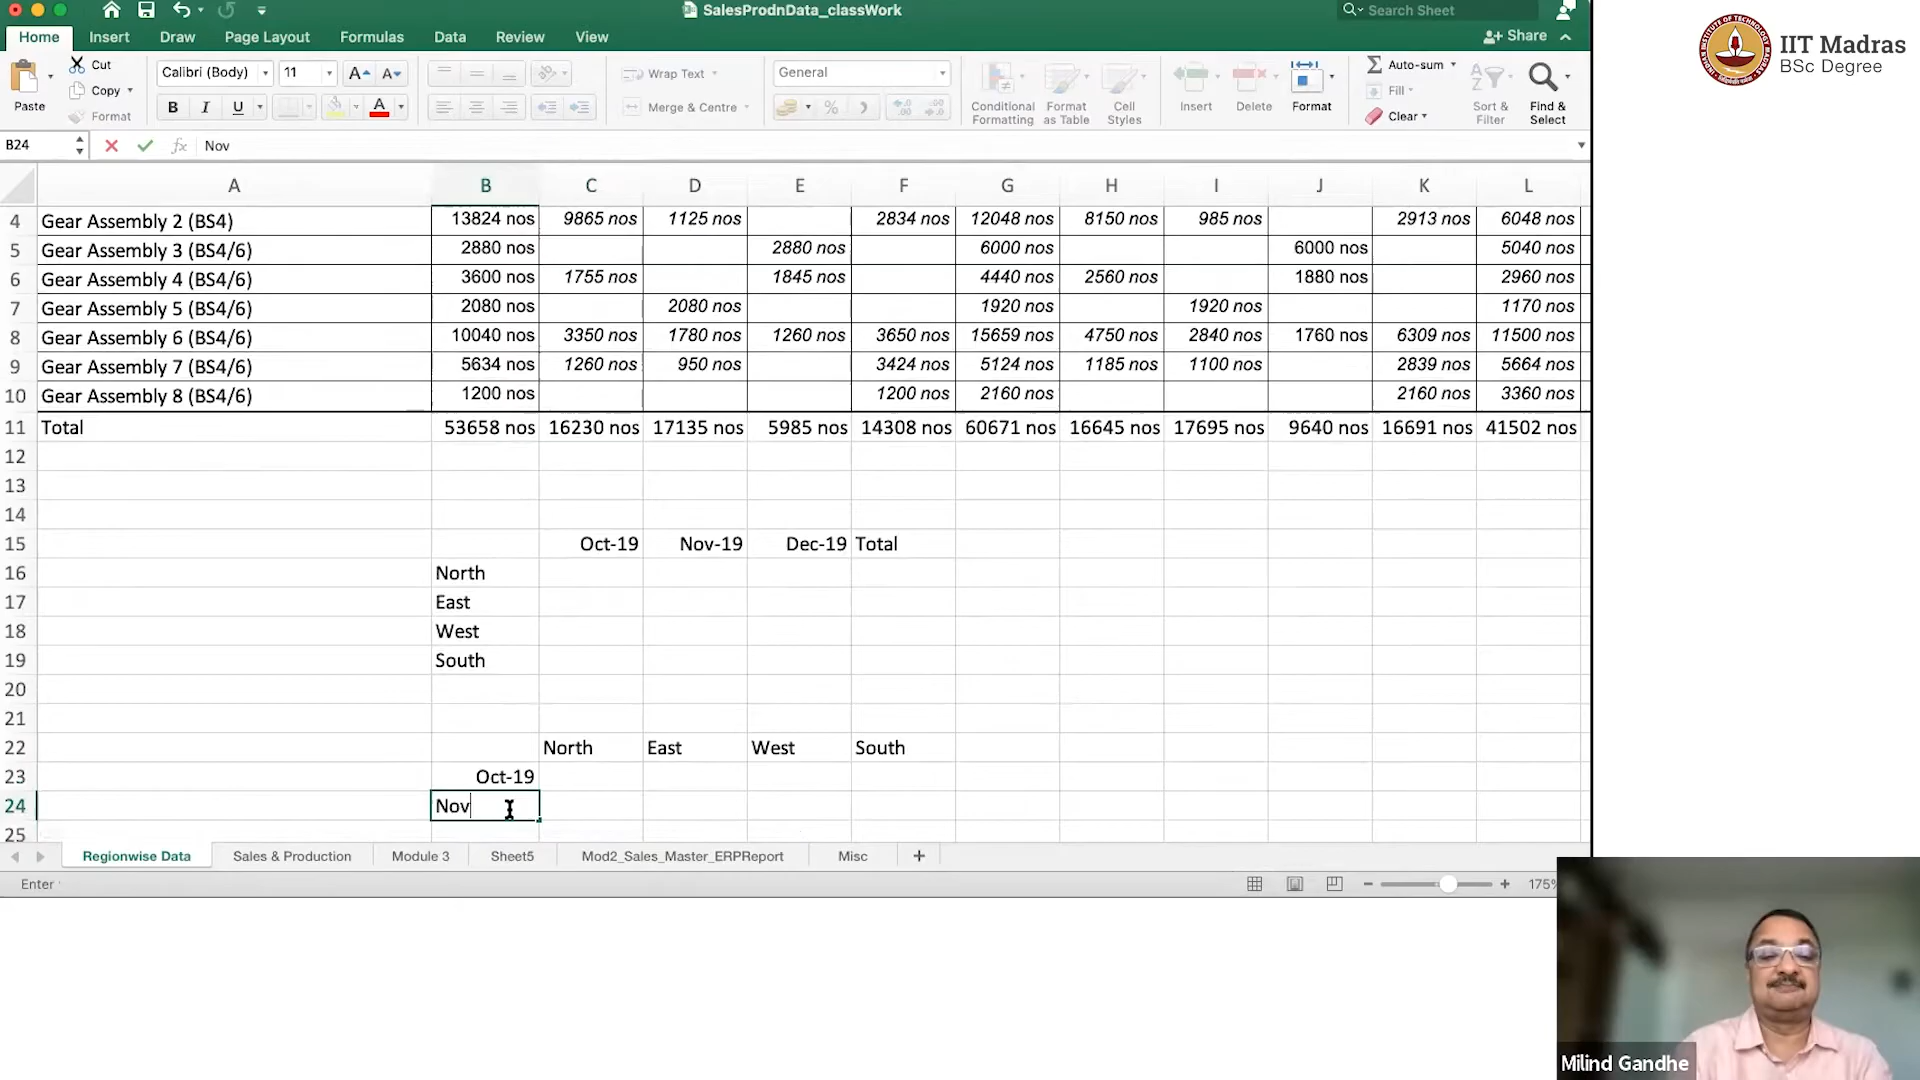 SalesProdnData_classWork
Search Sheet
Home Insert Draw Page Layout Formulas Data Review View
Share
Paste
Cut
Copy
Format
Calibri (Body) 11
B I U
Wrap Text
Merge & Centre
General
Conditional Formatting
Format as Table
Cell Styles
Insert
Delete
Format
Auto-sum
Fill
Clear
Sort & Filter
Find & Select
IIT Madras
BSc Degree
B24 fx Nov
A B C D E F G H I J K L
4 Gear Assembly 2 (BS4) 13824 nos 9865 nos 1125 nos 2834 nos 12048 nos 8150 nos 985 nos 2913 nos 6048 nos
5 Gear Assembly 3 (BS4/6) 2880 nos 2880 nos 6000 nos 6000 nos 5040 nos
6 Gear Assembly 4 (BS4/6) 3600 nos 1755 nos 1845 nos 4440 nos 2560 nos 1880 nos 2960 nos
7 Gear Assembly 5 (BS4/6) 2080 nos 2080 nos 1920 nos 1920 nos 1170 nos
8 Gear Assembly 6 (BS4/6) 10040 nos 3350 nos 1780 nos 1260 nos 3650 nos 15659 nos 4750 nos 2840 nos 1760 nos 6309 nos 11500 nos
9 Gear Assembly 7 (BS4/6) 5634 nos 1260 nos 950 nos 3424 nos 5124 nos 1185 nos 1100 nos 2839 nos 5664 nos
10 Gear Assembly 8 (BS4/6) 1200 nos 1200 nos 2160 nos 2160 nos 3360 nos
11 Total 53658 nos 16230 nos 17135 nos 5985 nos 14308 nos 60671 nos 16645 nos 17695 nos 9640 nos 16691 nos 41502 nos
12
13
14
15 Oct-19 Nov-19 Dec-19 Total
16 North
17 East
18 West
19 South
20
21
22 North East West South
23 Oct-19
24 Nov
25
Regionwise Data Sales & Production Module 3 Sheet5 Mod2_Sales_Master_ERPReport Misc +
Enter 175%
Milind Gandhe